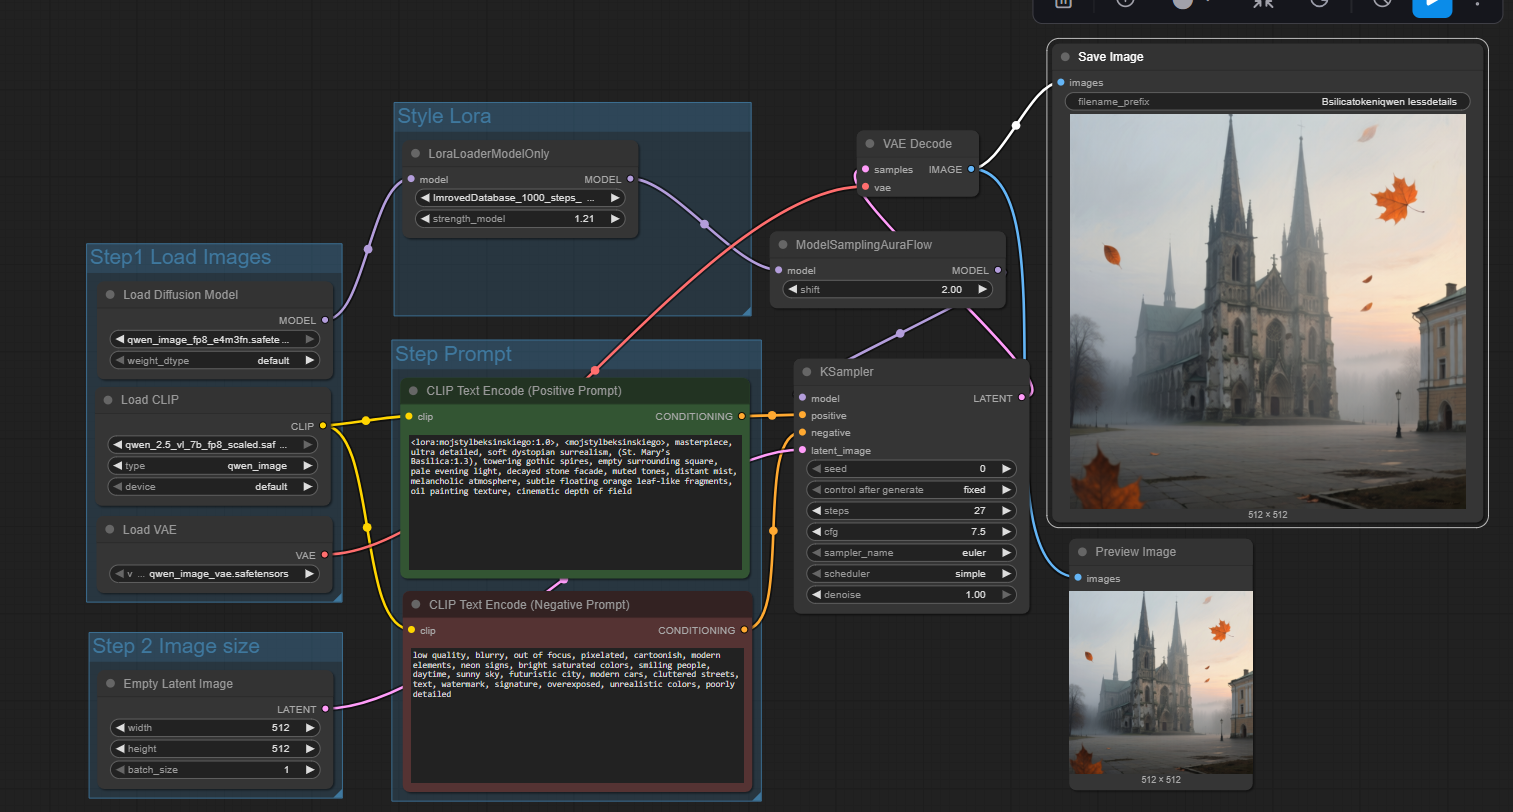 Style Lora
LoraLoaderModelOnly
model MODEL
ImrovedDatabase_1000_steps_ ...
strength_model 1.21
Step1 Load Images
Load Diffusion Model
MODEL
qwen_image_fp8_e4m3fn.safete ...
weight_dtype default
Load CLIP
CLIP
qwen_2.5_vl_7b_fp8_scaled.saf ...
type qwen_image
device default
Load VAE
VAE
v ... qwen_image_vae.safetensors
Step 2 Image size
Empty Latent Image
LATENT
width 512
height 512
batch_size 1
Step Prompt
CLIP Text Encode (Positive Prompt)
clip CONDITIONING
<lora:mojstylbeksinskiego:1.0>, <mojstylbeksinskiego>, masterpiece,
ultra detailed, soft dystopian surrealism, (St. Mary's
Basilica:1.3), towering gothic spires, empty surrounding square,
pale evening light, decayed stone facade, muted tones, distant mist,
melancholic atmosphere, subtle floating orange leaf-like fragments,
oil painting texture, cinematic depth of field
CLIP Text Encode (Negative Prompt)
clip CONDITIONING
low quality, blurry, out of focus, pixelated, cartoonish, modern
elements, neon signs, bright saturated colors, smiling people,
daytime, sunny sky, futuristic city, modern cars, cluttered streets,
text, watermark, signature, overexposed, unrealistic colors, poorly
detailed
VAE Decode
samples IMAGE
vae
ModelSamplingAuraFlow
model MODEL
shift 2.00
KSampler
model LATENT
positive
negative
latent_image
seed 0
control after generate fixed
steps 27
cfg 7.5
sampler_name euler
scheduler simple
denoise 1.00
Save Image
images
filename_prefix Bsilicatokeniqwen lessdetails
512 × 512
Preview Image
images
512 × 512